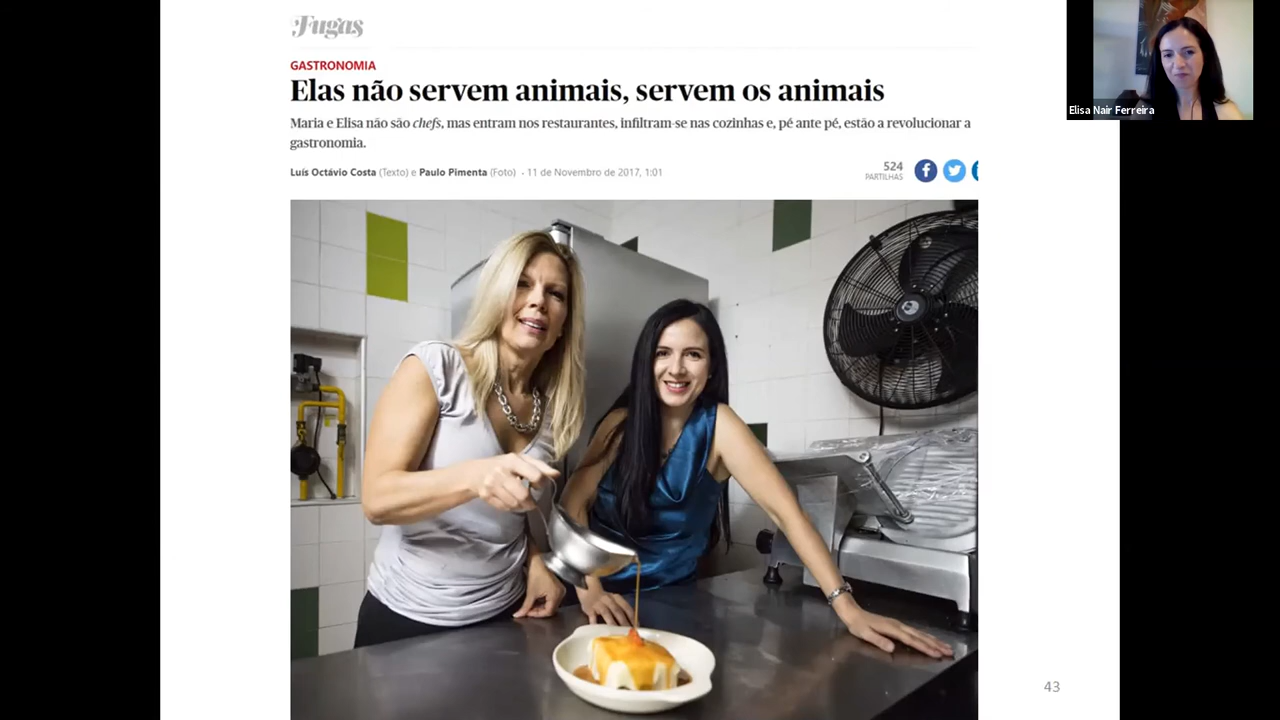 Fugas
GASTRONOMIA
Elas não servem animais, servem os animais
Maria e Elisa não são chefs, mas entram nos restaurantes, infiltram-se nas cozinhas e, pé ante pé, estão a revolucionar a
gastronomia.
Luís Octávio Costa (Texto) e Paulo Pimenta (Foto) • 11 de Novembro de 2017, 1:01
524
PARTILHAS
Elisa Nair Ferreira
43